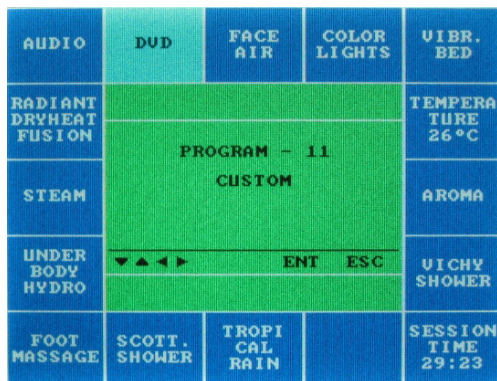 AUDIO
DVD
FACE
AIR
COLOR
LIGHTS
VIBR.
BED
RADIANT
DRYHEAT
FUSION
TEMPERA
TURE
26°C
PROGRAM - 11
CUSTOM
STEAM
AROMA
UNDER
BODY
HYDRO
▼ ▲ ◄ ► ENT ESC
VICHY
SHOWER
FOOT
MASSAGE
SCOTT.
SHOWER
TROPI
CAL
RAIN
SESSION
TIME
29:23